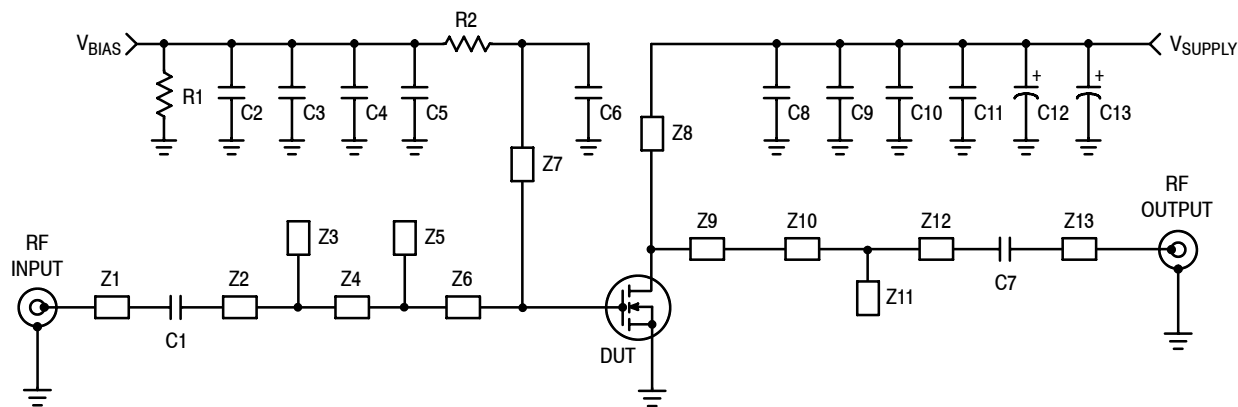 VBIAS
R2
VSUPPLY
R1
C2
C3
C4
C5
C6
C8
C9
C10
C11
+
C12
+
C13
Z8
Z7
RF
OUTPUT
Z3
Z5
Z9
Z10
Z12
Z13
RF
INPUT
Z1
Z2
Z4
Z6
C7
Z11
C1
DUT